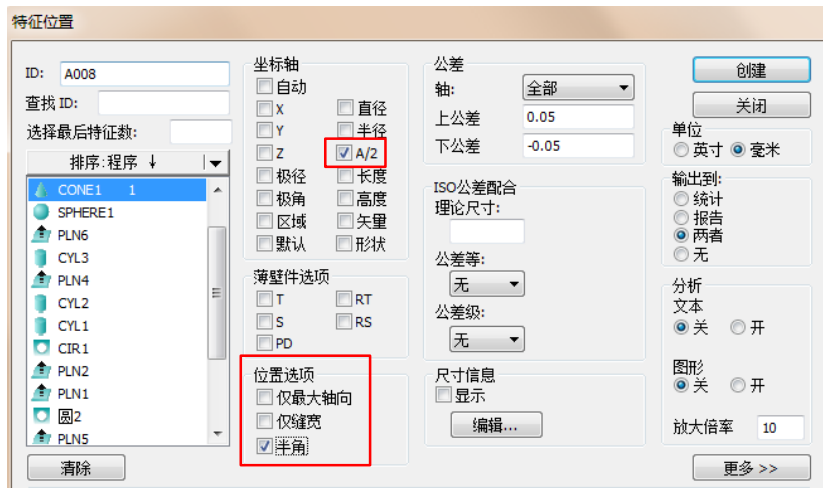 特征位置
ID: A008
查找 ID:
选择最后特征数:
排序:程序 ↓
CONE1 1
SPHERE1
PLN6
CYL3
PLN4
CYL2
CYL1
CIR1
PLN2
PLN1
圆2
PLN5
清除
坐标轴
自动
X 直径
Y 半径
Z A/2
极径 长度
极角 高度
区域 矢量
默认 形状
薄壁件选项
T RT
S RS
PD
位置选项
仅最大轴向
仅缝宽
半角
公差
轴: 全部
上公差 0.05
下公差 -0.05
ISO公差配合
理论尺寸:
公差等:
无
公差级:
无
尺寸信息
显示
编辑...
创建
关闭
单位
英寸 毫米
输出到:
统计
报告
两者
无
分析
文本
关 开
图形
关 开
放大倍率 10
更多 >>